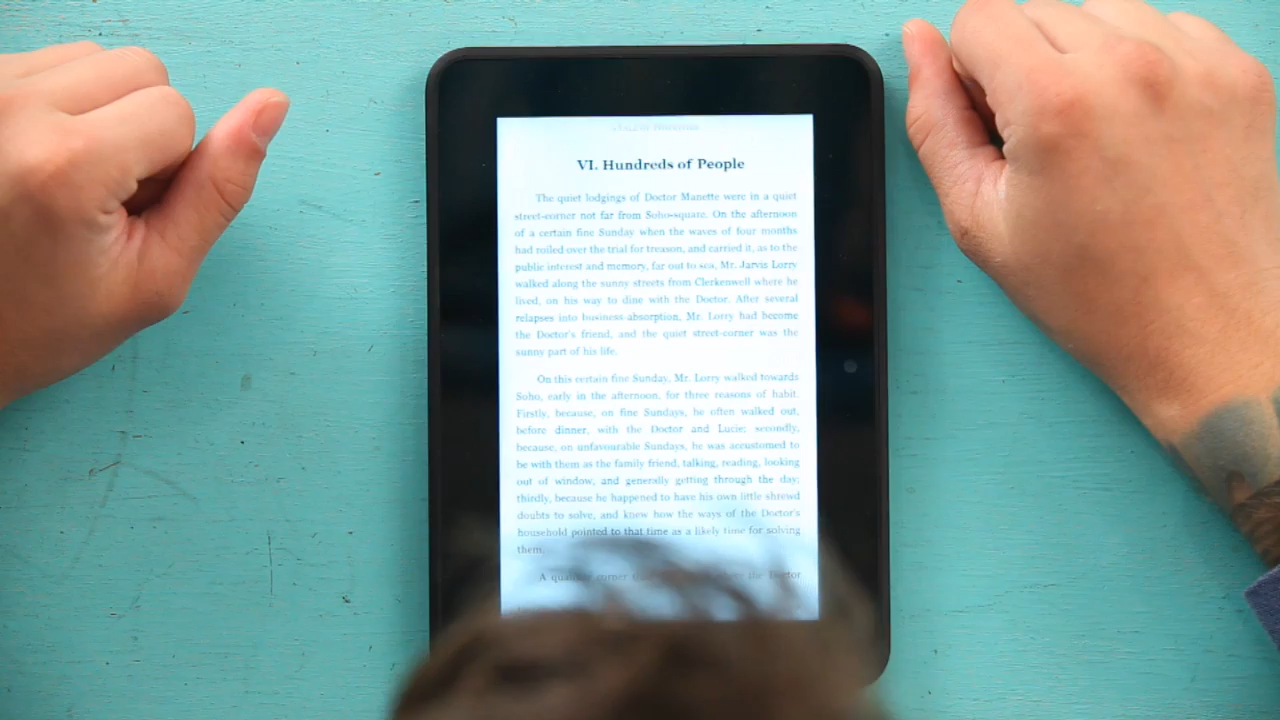 VI. Hundreds of People
The quiet lodgings of Doctor Manette were in a quiet
street-corner not far from Soho-square. On the afternoon
of a certain fine Sunday when the waves of four months
had rolled over the trial for treason, and carried it, as to the
public interest and memory, far out to sea, Mr. Jarvis Lorry
walked along the sunny streets from Clerkenwell where he
lived, on his way to dine with the Doctor. After several
relapses into business-absorption, Mr. Lorry had become
the Doctor's friend, and the quiet street-corner was the
sunny part of his life.
On this certain fine Sunday, Mr. Lorry walked towards
Soho, early in the afternoon, for three reasons of habit.
Firstly, because, on fine Sundays, he often walked out,
before dinner, with the Doctor and Lucie; secondly,
because, on unfavourable Sundays, he was accustomed to
be with them as the family friend, talking, reading, looking
out of window, and generally getting through the day;
thirdly, because he happened to have his own little shrewd
doubts to solve, and knew how the ways of the Doctor's
household pointed to that time as a likely time for solving
them.
A corner the Doctor